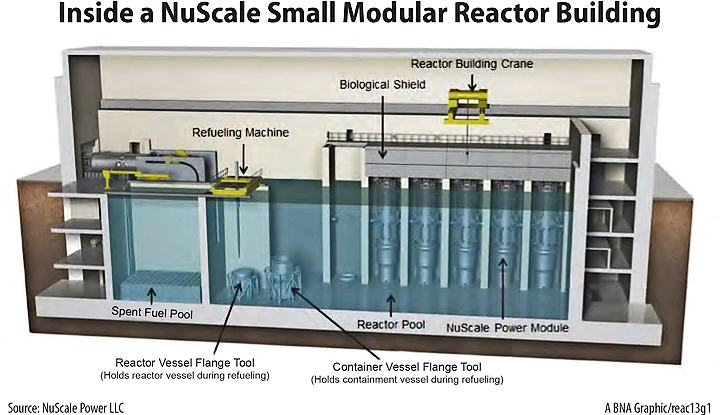 Inside a NuScale Small Modular Reactor Building
Reactor Building Crane
Biological Shield
Refueling Machine
Spent Fuel Pool
Reactor Pool
NuScale Power Module
Reactor Vessel Flange Tool
(Holds reactor vessel during refueling)
Container Vessel Flange Tool
(Holds containment vessel during refueling)
Source: NuScale Power LLC
A BNA Graphic/reac13g1